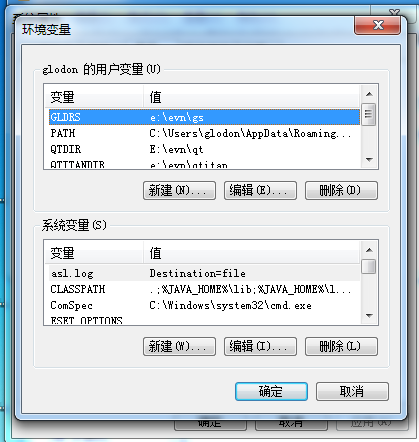 环境变量
glodon 的用户变量(U)
变量 值
GLDRS e:\evn\gs
PATH C:\Users\glodon\AppData\Roaming...
QTDIR E:\evn\qt
QTITANDIR e:\evn\qtitan
新建(N)... 编辑(E)... 删除(D)
系统变量(S)
变量 值
asl.log Destination=file
CLASSPATH .;%JAVA_HOME%\lib;%JAVA_HOME%\l...
ComSpec C:\Windows\system32\cmd.exe
ESET_OPTIONS
新建(W)... 编辑(I)... 删除(L)
确定 取消
确定 取消 应用(A)